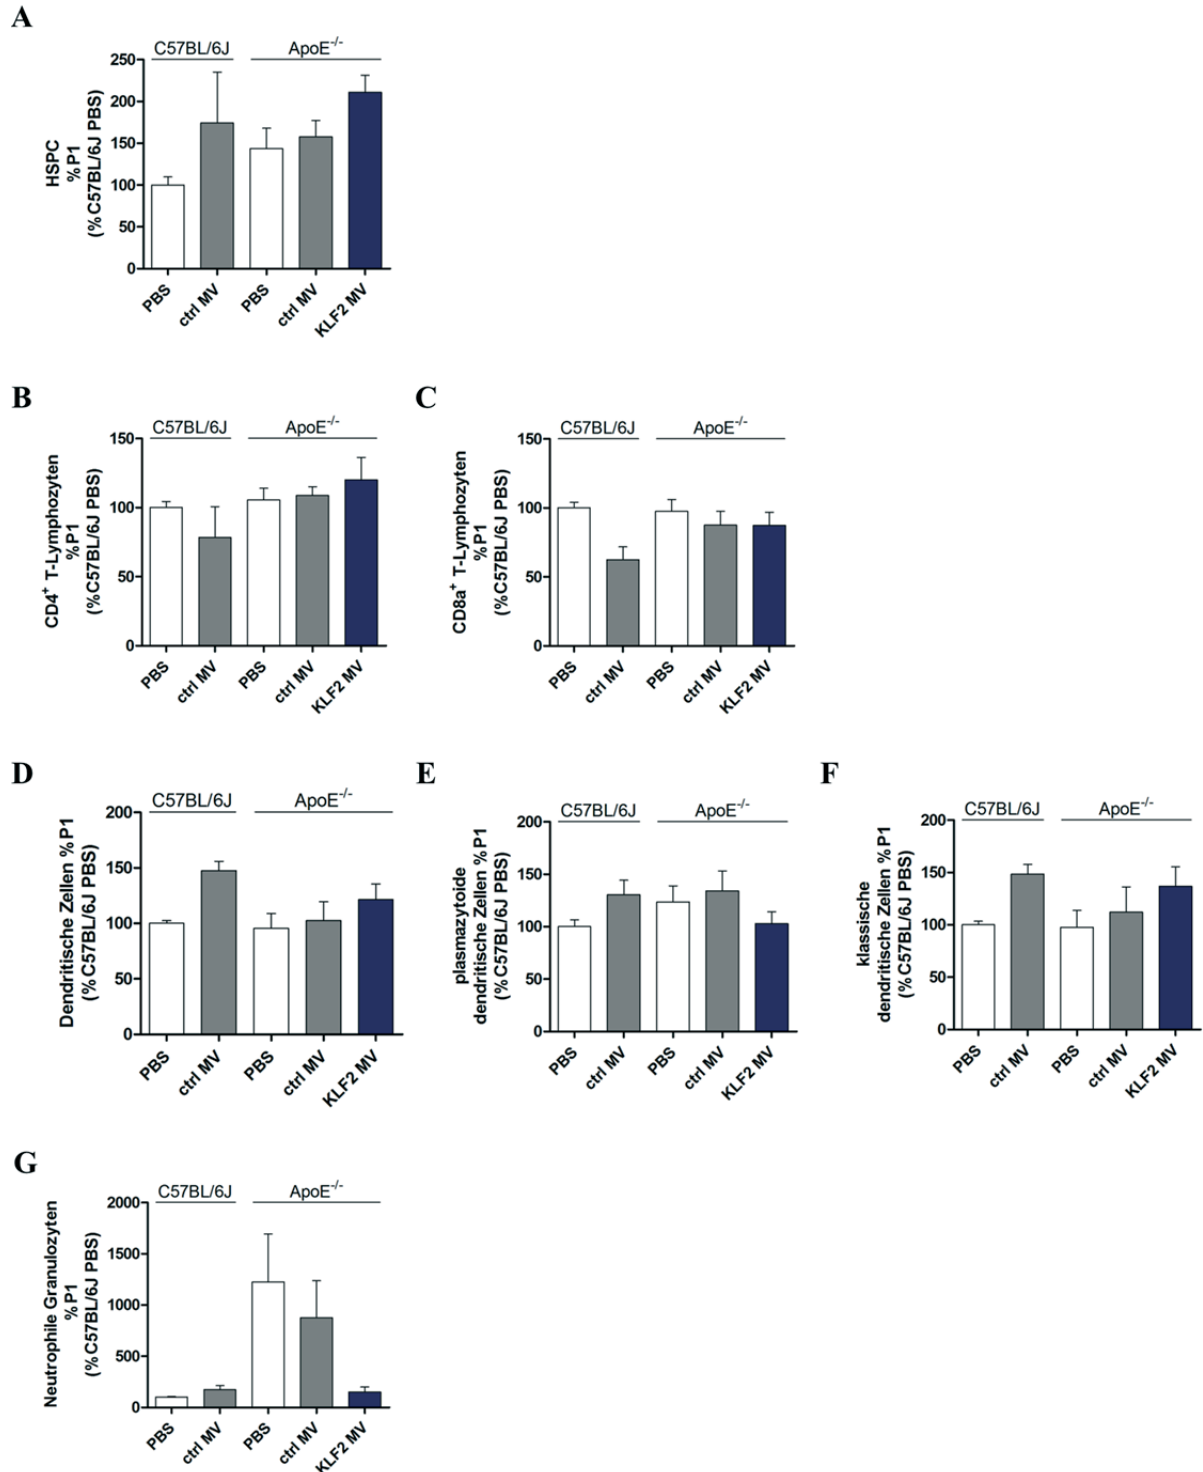 A
C57BL/6J ApoE-/-
HSPC
%P1
(%C57BL/6J PBS)
250
200
150
100
50
0
PBS ctrl MV PBS ctrl MV KLF2 MV
B
C57BL/6J ApoE-/-
CD4+ T-Lymphozyten
%P1
(%C57BL/6J PBS)
150
100
50
0
PBS ctrl MV PBS ctrl MV KLF2 MV
C
C57BL/6J ApoE-/-
CD8a+ T-Lymphozyten
%P1
(%C57BL/6J PBS)
150
100
50
0
PBS ctrl MV PBS ctrl MV KLF2 MV
D
C57BL/6J ApoE-/-
Dendritische Zellen %P1
(%C57BL/6J PBS)
200
150
100
50
0
PBS ctrl MV PBS ctrl MV KLF2 MV
E
C57BL/6J ApoE-/-
plasmazytoide
dendritische Zellen %P1
(%C57BL/6J PBS)
200
150
100
50
0
PBS ctrl MV PBS ctrl MV KLF2 MV
F
C57BL/6J ApoE-/-
klassische
dendritische Zellen %P1
(%C57BL/6J PBS)
200
150
100
50
0
PBS ctrl MV PBS ctrl MV KLF2 MV
G
C57BL/6J ApoE-/-
Neutrophile Granulozyten
%P1
(%C57BL/6J PBS)
2000
1500
1000
500
0
PBS ctrl MV PBS ctrl MV KLF2 MV